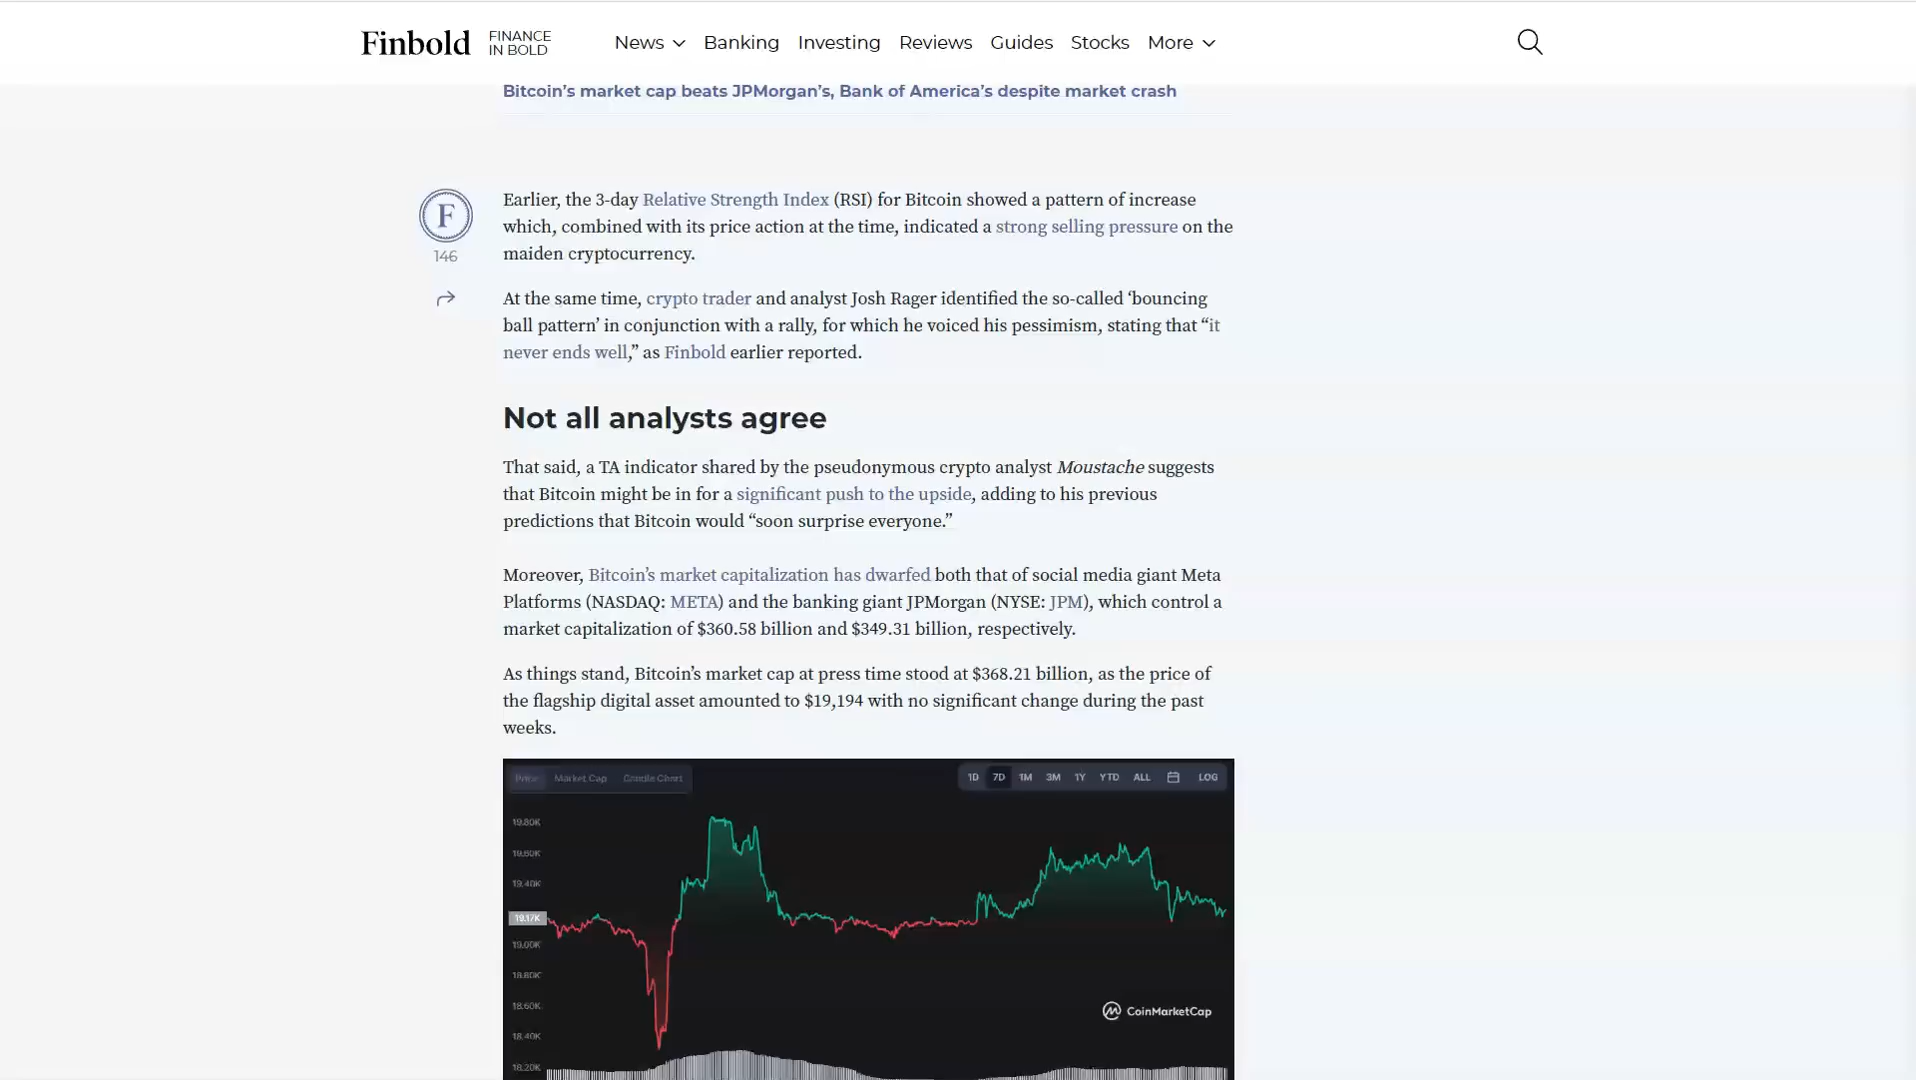 Finbold FINANCE IN BOLD News Banking Investing Reviews Guides Stocks More
Bitcoin's market cap beats JPMorgan's, Bank of America's despite market crash
F
146
Earlier, the 3-day Relative Strength Index (RSI) for Bitcoin showed a pattern of increase
which, combined with its price action at the time, indicated a strong selling pressure on the
maiden cryptocurrency.
At the same time, crypto trader and analyst Josh Rager identified the so-called ‘bouncing
ball pattern’ in conjunction with a rally, for which he voiced his pessimism, stating that “it
never ends well,” as Finbold earlier reported.
Not all analysts agree
That said, a TA indicator shared by the pseudonymous crypto analyst Moustache suggests
that Bitcoin might be in for a significant push to the upside, adding to his previous
predictions that Bitcoin would “soon surprise everyone.”
Moreover, Bitcoin’s market capitalization has dwarfed both that of social media giant Meta
Platforms (NASDAQ: META) and the banking giant JPMorgan (NYSE: JPM), which control a
market capitalization of $360.58 billion and $349.31 billion, respectively.
As things stand, Bitcoin’s market cap at press time stood at $368.21 billion, as the price of
the flagship digital asset amounted to $19,194 with no significant change during the past
weeks.
Price Market Cap Candle Chart 1D 7D 1M 3M 1Y YTD ALL LOG
19.80K
19.60K
19.40K
19.17K
19.00K
18.80K
18.60K
CoinMarketCap
18.40K
18.20K